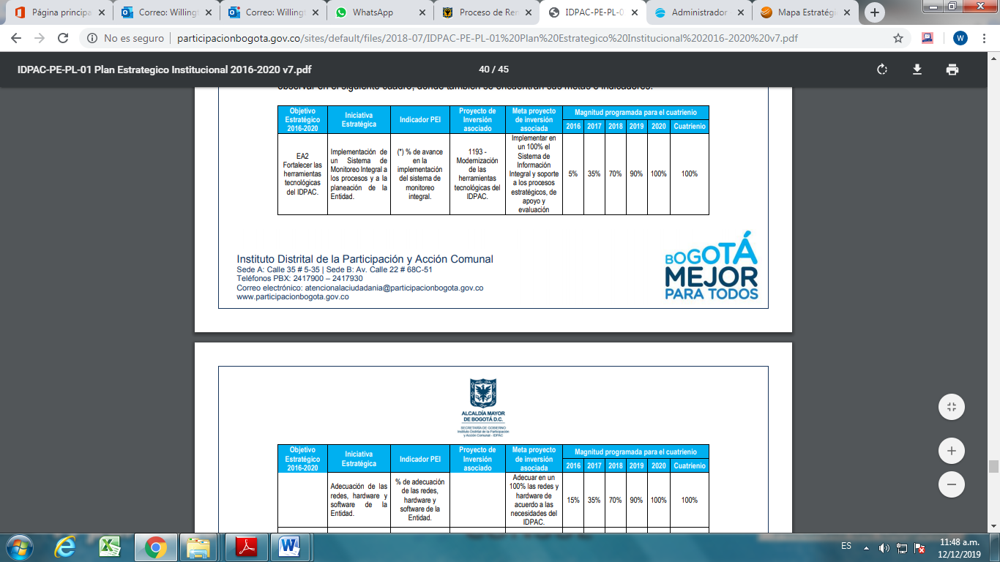 Página principa
Correo: Willing
Correo: Willing
WhatsApp
Proceso de Ren
IDPAC-PE-PL-0
Administrador
Mapa Estratégi
No es seguro | participacionbogota.gov.co/sites/default/files/2018-07/IDPAC-PE-PL-01%20Plan%20Estrategico%20Institucional%202016-2020%20v7.pdf
W
IDPAC-PE-PL-01 Plan Estrategico Institucional 2016-2020 v7.pdf
40 / 45
observar en el siguiente cuadro, donde también se encuentran sus metas e indicadores.
Objetivo
Estratégico
2016-2020
Iniciativa
Estratégica
Indicador PEI
Proyecto de
Inversión
asociado
Meta proyecto
de inversión
asociada
Magnitud programada para el cuatrienio
2016 2017 2018 2019 2020 Cuatrienio
EA2
Fortalecer las
herramientas
tecnológicas
del IDPAC.
Implementación de
un Sistema de
Monitoreo Integral a
los procesos y a la
planeación de la
Entidad.
(*) % de avance
en la
implementación
del sistema de
monitoreo
integral.
1193 -
Modernización
de las
herramientas
tecnológicas del
IDPAC.
Implementar en
un 100% el
Sistema de
Información
Integral y soporte
a los procesos
estratégicos, de
apoyo y
evaluación
5% 35% 70% 90% 100% 100%
Instituto Distrital de la Participación y Acción Comunal
Sede A: Calle 35 # 5-35 | Sede B: Av. Calle 22 # 68C-51
Teléfonos PBX: 2417900 – 2417930
Correo electrónico: atencionalaciudadania@participacionbogota.gov.co
www.participacionbogota.gov.co
BOGOTÁ
MEJOR
PARA TODOS
ALCALDÍA MAYOR
DE BOGOTÁ D.C.
SECRETARÍA DE GOBIERNO
Instituto Distrital de la Participación
y Acción Comunal - IDPAC
Objetivo
Estratégico
2016-2020
Iniciativa
Estratégica
Indicador PEI
Proyecto de
Inversión
asociado
Meta proyecto
de inversión
asociada
Magnitud programada para el cuatrienio
2016 2017 2018 2019 2020 Cuatrienio
Adecuación de las
redes, hardware y
software de la
Entidad.
% de adecuación
de las redes,
hardware y
software de la
Entidad.
Adecuar en un
100% las redes y
hardware de
acuerdo a las
necesidades del
IDPAC.
15% 35% 70% 90% 100% 100%
ES
11:48 a.m.
12/12/2019